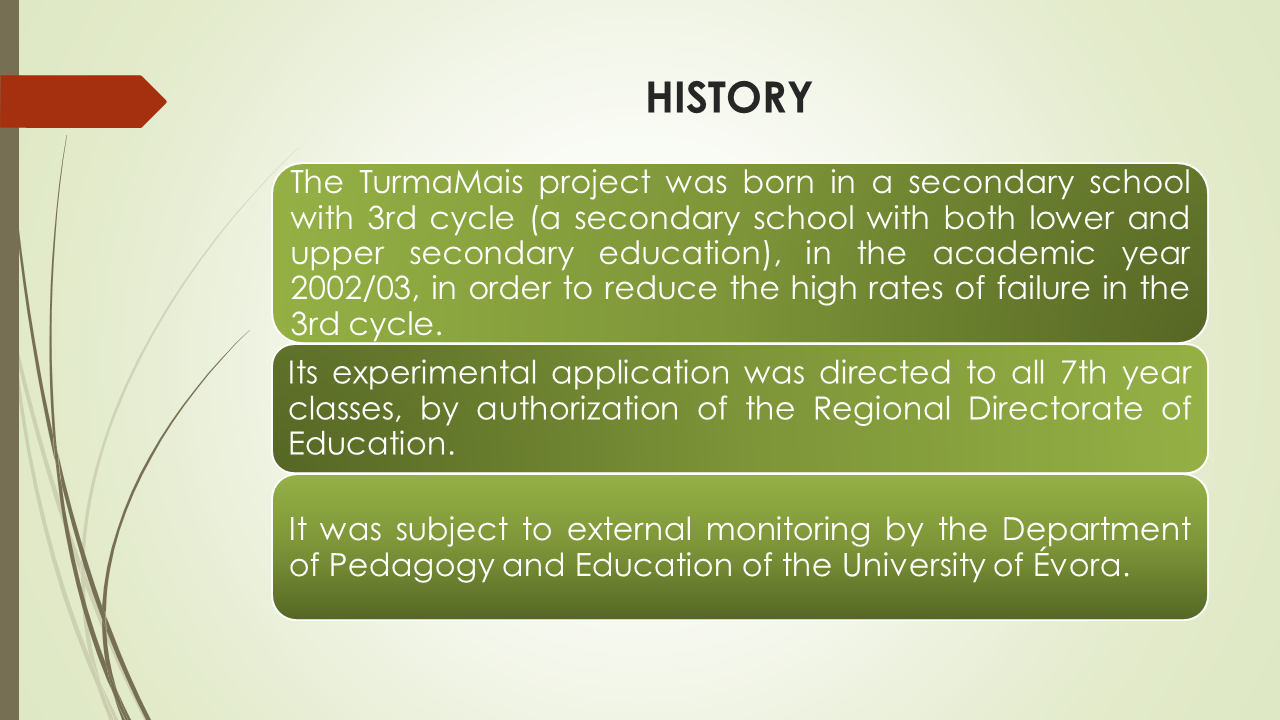 HISTORY
The TurmaMais project was born in a secondary school
with 3rd cycle (a secondary school with both lower and
upper secondary education), in the academic year
2002/03, in order to reduce the high rates of failure in the
3rd cycle.
Its experimental application was directed to all 7th year
classes, by authorization of the Regional Directorate of
Education.
It was subject to external monitoring by the Department
of Pedagogy and Education of the University of Évora.